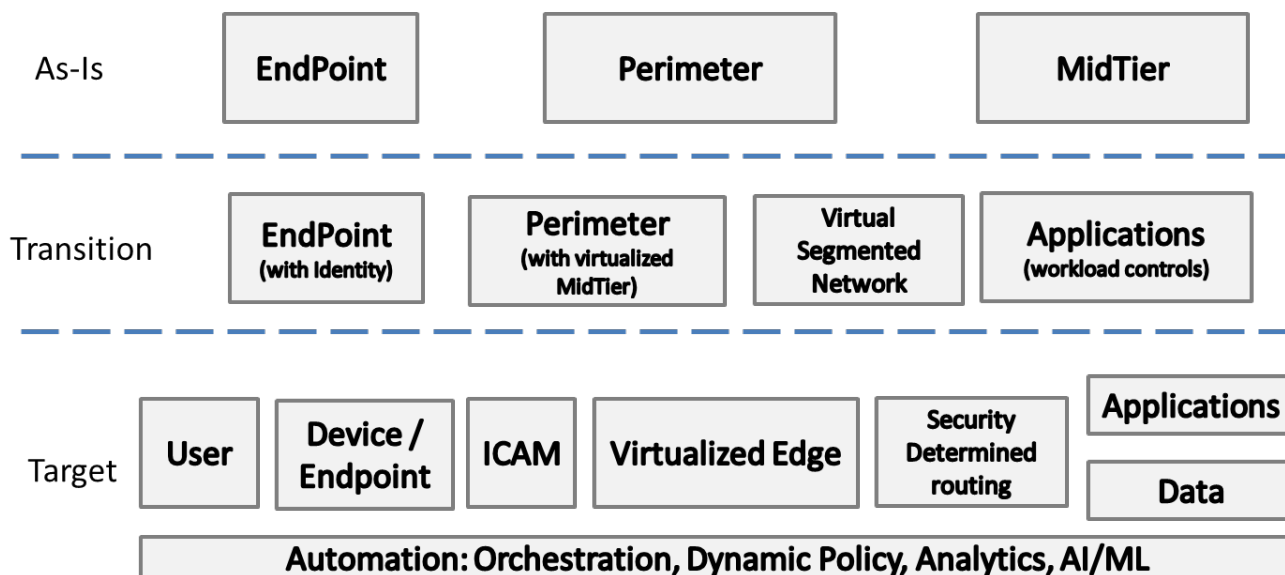 As-Is
EndPoint
Perimeter
MidTier
Transition
EndPoint
(with Identity)
Perimeter
(with virtualized
MidTier)
Virtual
Segmented
Network
Applications
(workload controls)
Target
User
Device /
Endpoint
ICAM
Virtualized Edge
Security
Determined
routing
Applications
Data
Automation: Orchestration, Dynamic Policy, Analytics, AI/ML